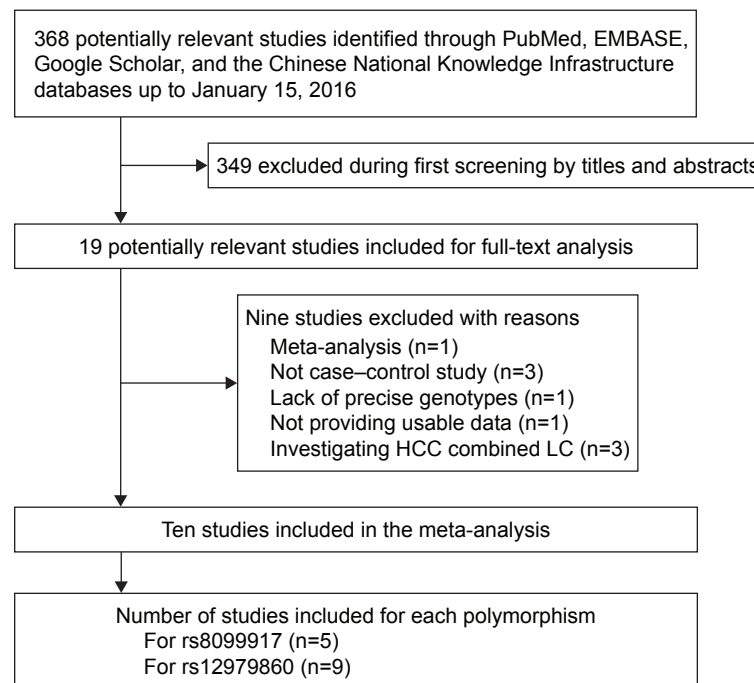 368 potentially relevant studies identified through PubMed, EMBASE,
Google Scholar, and the Chinese National Knowledge Infrastructure
databases up to January 15, 2016
349 excluded during first screening by titles and abstracts
19 potentially relevant studies included for full-text analysis
Nine studies excluded with reasons
Meta-analysis (n=1)
Not case–control study (n=3)
Lack of precise genotypes (n=1)
Not providing usable data (n=1)
Investigating HCC combined LC (n=3)
Ten studies included in the meta-analysis
Number of studies included for each polymorphism
For rs8099917 (n=5)
For rs12979860 (n=9)